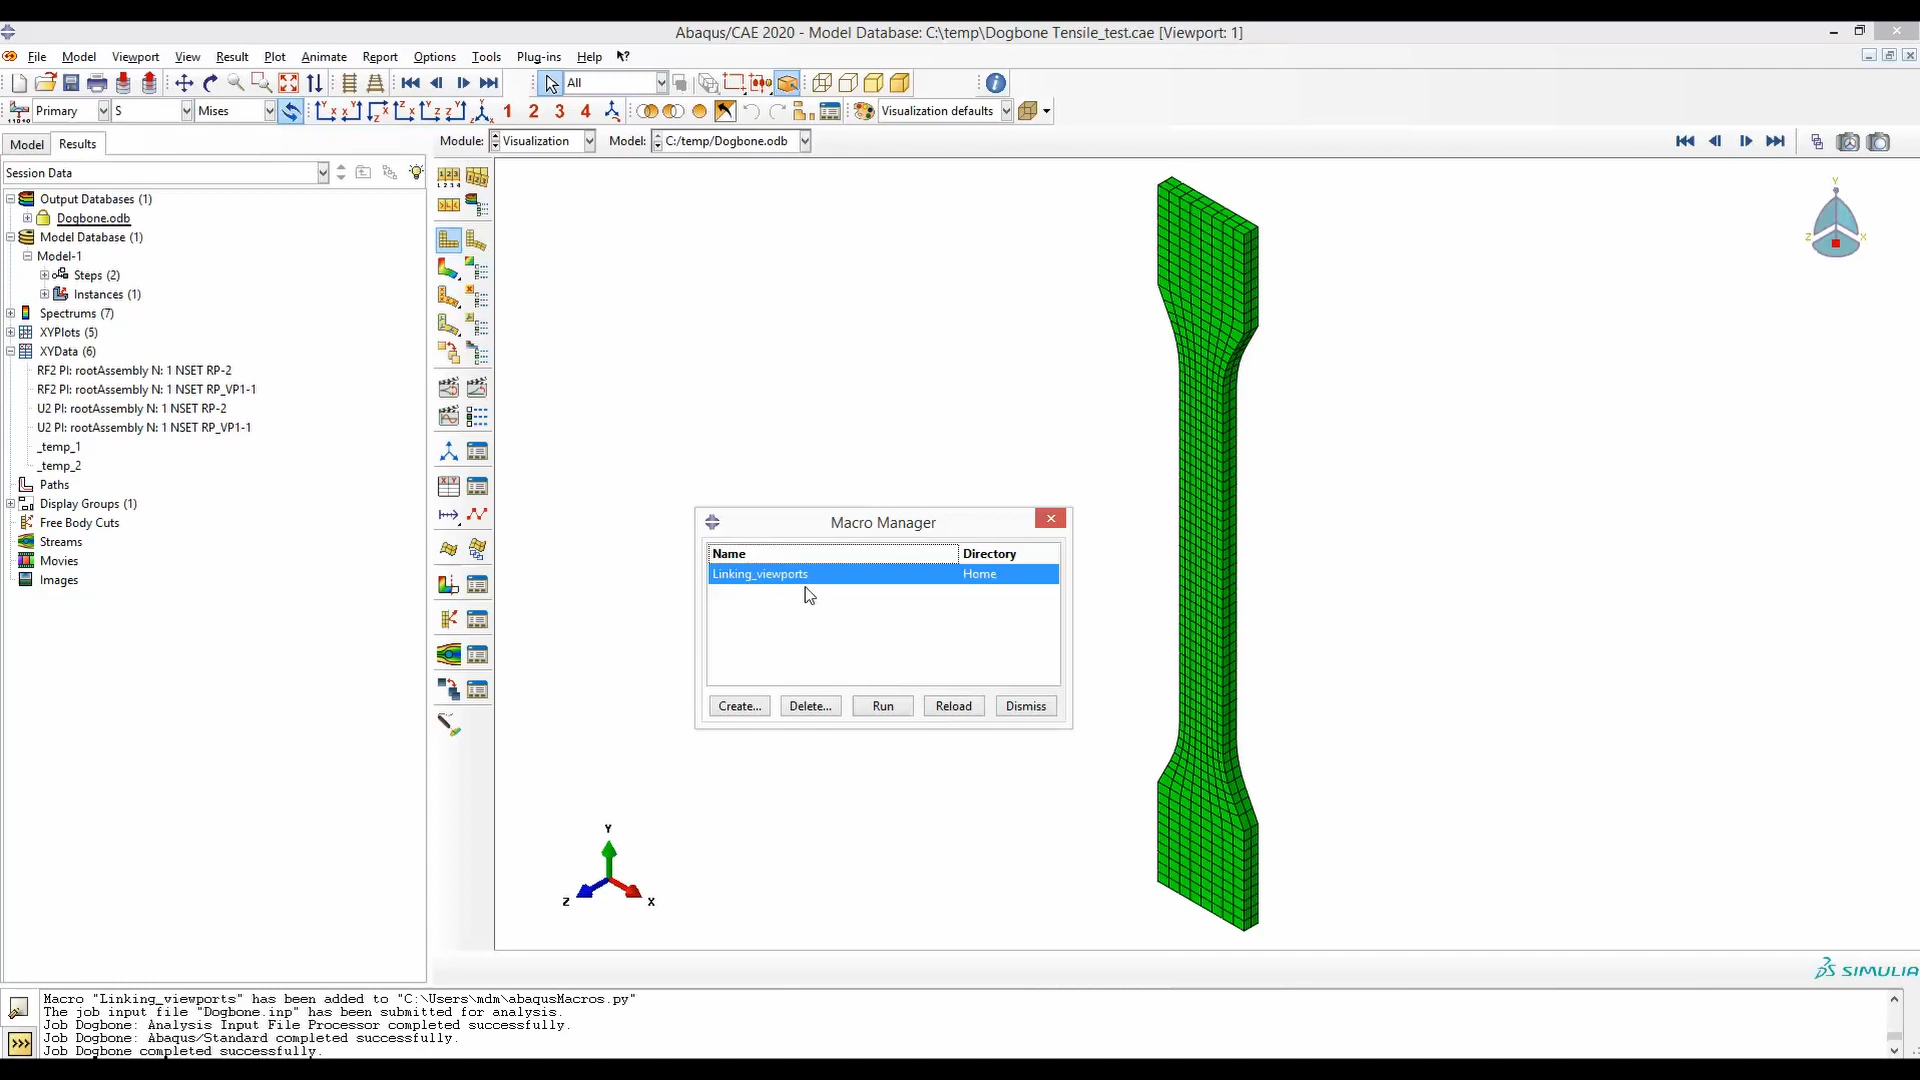 Abaqus/CAE 2020 - Model Database: C:\temp\Dogbone Tensile_test.cae [Viewport: 1]
File Model Viewport View Result Plot Animate Report Options Tools Plug-ins Help
All
Primary S Mises 1 2 3 4 Visualization defaults
Model Results
Module: Visualization Model: C:/temp/Dogbone.odb
Session Data
Output Databases (1)
Dogbone.odb
Model Database (1)
Model-1
Steps (2)
Instances (1)
Spectrums (7)
XYPlots (5)
XYData (6)
RF2 PI: rootAssembly N: 1 NSET RP-2
RF2 PI: rootAssembly N: 1 NSET RP_VP1-1
U2 PI: rootAssembly N: 1 NSET RP-2
U2 PI: rootAssembly N: 1 NSET RP_VP1-1
_temp_1
_temp_2
Paths
Display Groups (1)
Free Body Cuts
Streams
Movies
Images
Y
Z X
Macro Manager
Name Directory
Linking_viewports Home
Create... Delete... Run Reload Dismiss
Y
Z X
SIMULIA
Macro "Linking_viewports" has been added to "C:\Users\mdm\abaqusMacros.py"
The job input file "Dogbone.inp" has been submitted for analysis.
Job Dogbone: Analysis Input File Processor completed successfully.
Job Dogbone: Abaqus/Standard completed successfully.
Job Dogbone completed successfully.